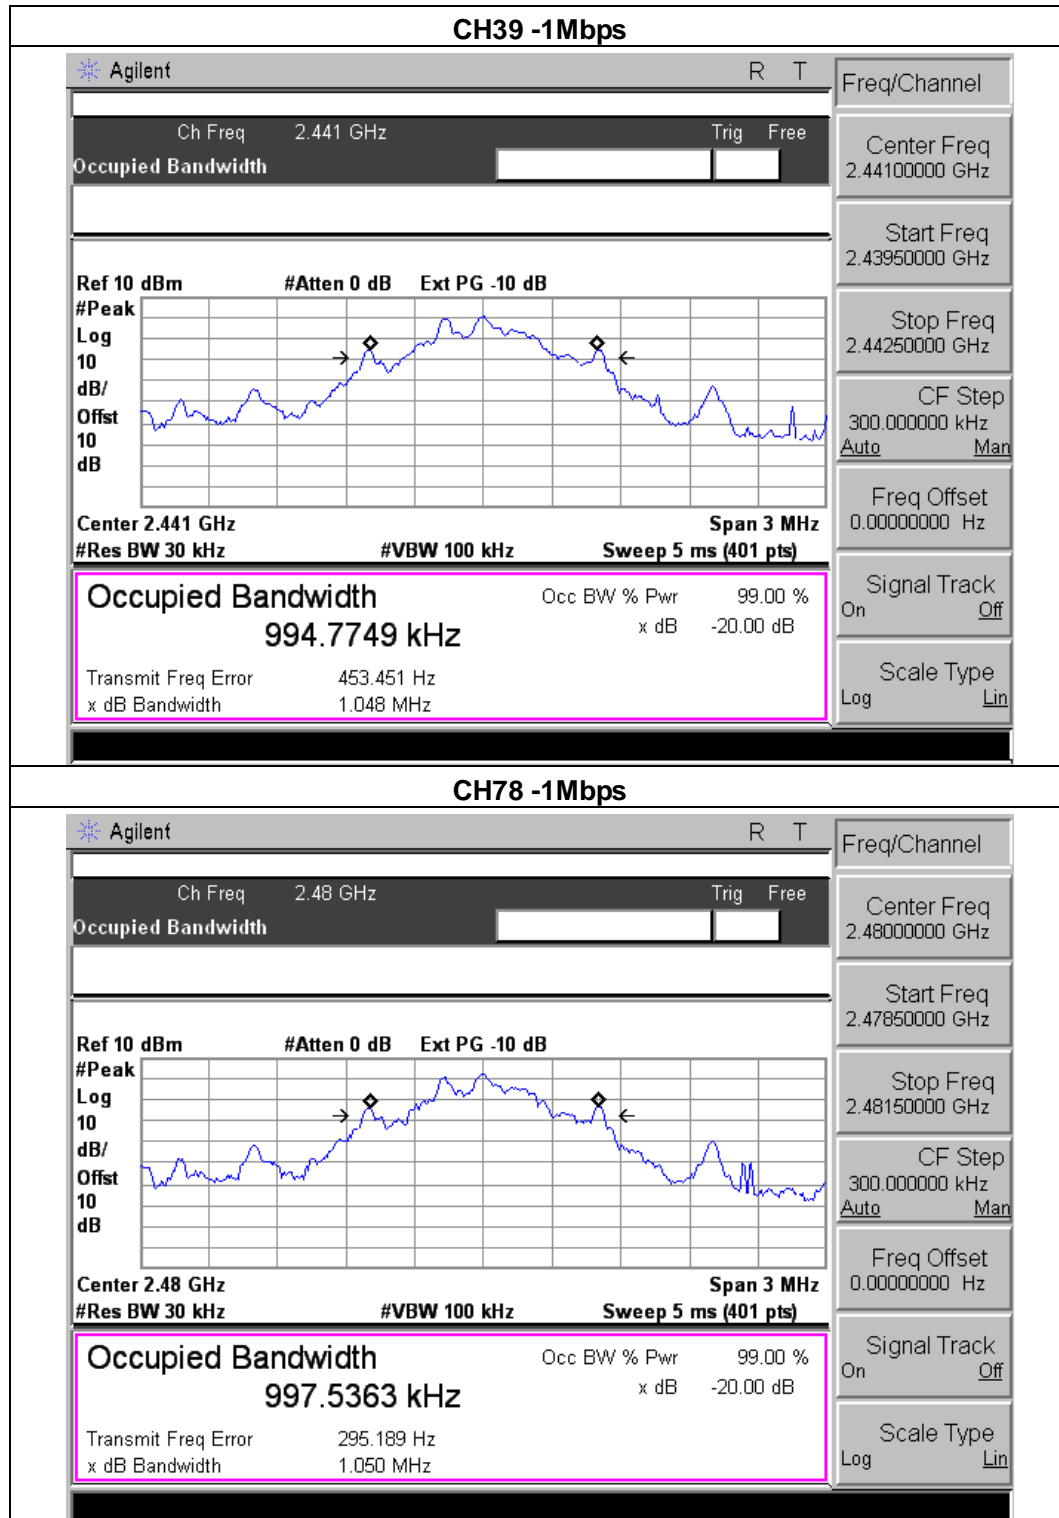 CH39 -1Mbps
Agilent R T
Freq/Channel
Ch Freq 2.441 GHz Trig Free
Occupied Bandwidth
Center Freq
2.44100000 GHz
Start Freq
2.43950000 GHz
Stop Freq
2.44250000 GHz
CF Step
300.000000 kHz
Auto Man
Freq Offset
0.00000000 Hz
Signal Track
On Off
Scale Type
Log Lin
Ref 10 dBm #Atten 0 dB Ext PG -10 dB
#Peak
Log
10
dB/
Offst
10
dB
Center 2.441 GHz Span 3 MHz
#Res BW 30 kHz #VBW 100 kHz Sweep 5 ms (401 pts)
Occupied Bandwidth Occ BW % Pwr 99.00 %
994.7749 kHz x dB -20.00 dB
Transmit Freq Error 453.451 Hz
x dB Bandwidth 1.048 MHz
CH78 -1Mbps
Agilent R T
Freq/Channel
Ch Freq 2.48 GHz Trig Free
Occupied Bandwidth
Center Freq
2.48000000 GHz
Start Freq
2.47850000 GHz
Stop Freq
2.48150000 GHz
CF Step
300.000000 kHz
Auto Man
Freq Offset
0.00000000 Hz
Signal Track
On Off
Scale Type
Log Lin
Ref 10 dBm #Atten 0 dB Ext PG -10 dB
#Peak
Log
10
dB/
Offst
10
dB
Center 2.48 GHz Span 3 MHz
#Res BW 30 kHz #VBW 100 kHz Sweep 5 ms (401 pts)
Occupied Bandwidth Occ BW % Pwr 99.00 %
997.5363 kHz x dB -20.00 dB
Transmit Freq Error 295.189 Hz
x dB Bandwidth 1.050 MHz